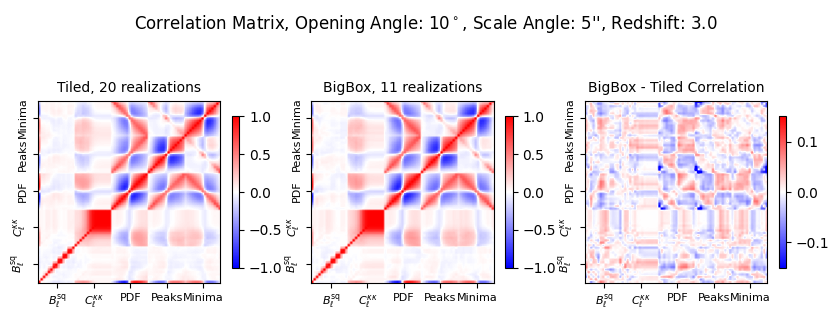 Correlation Matrix, Opening Angle: 10°, Scale Angle: 5'', Redshift: 3.0
Tiled, 20 realizations
BigBox, 11 realizations
BigBox - Tiled Correlation
Minima
Peaks
PDF
C_ℓ^κκ
B_ℓ^sq
1.0
0.5
0.0
−0.5
−1.0
B_ℓ^sq C_ℓ^κκ PDF Peaks Minima
Minima
Peaks
PDF
C_ℓ^κκ
B_ℓ^sq
1.0
0.5
0.0
−0.5
−1.0
B_ℓ^sq C_ℓ^κκ PDF Peaks Minima
Minima
Peaks
PDF
C_ℓ^κκ
B_ℓ^sq
0.1
0.0
−0.1
B_ℓ^sq C_ℓ^κκ PDF Peaks Minima